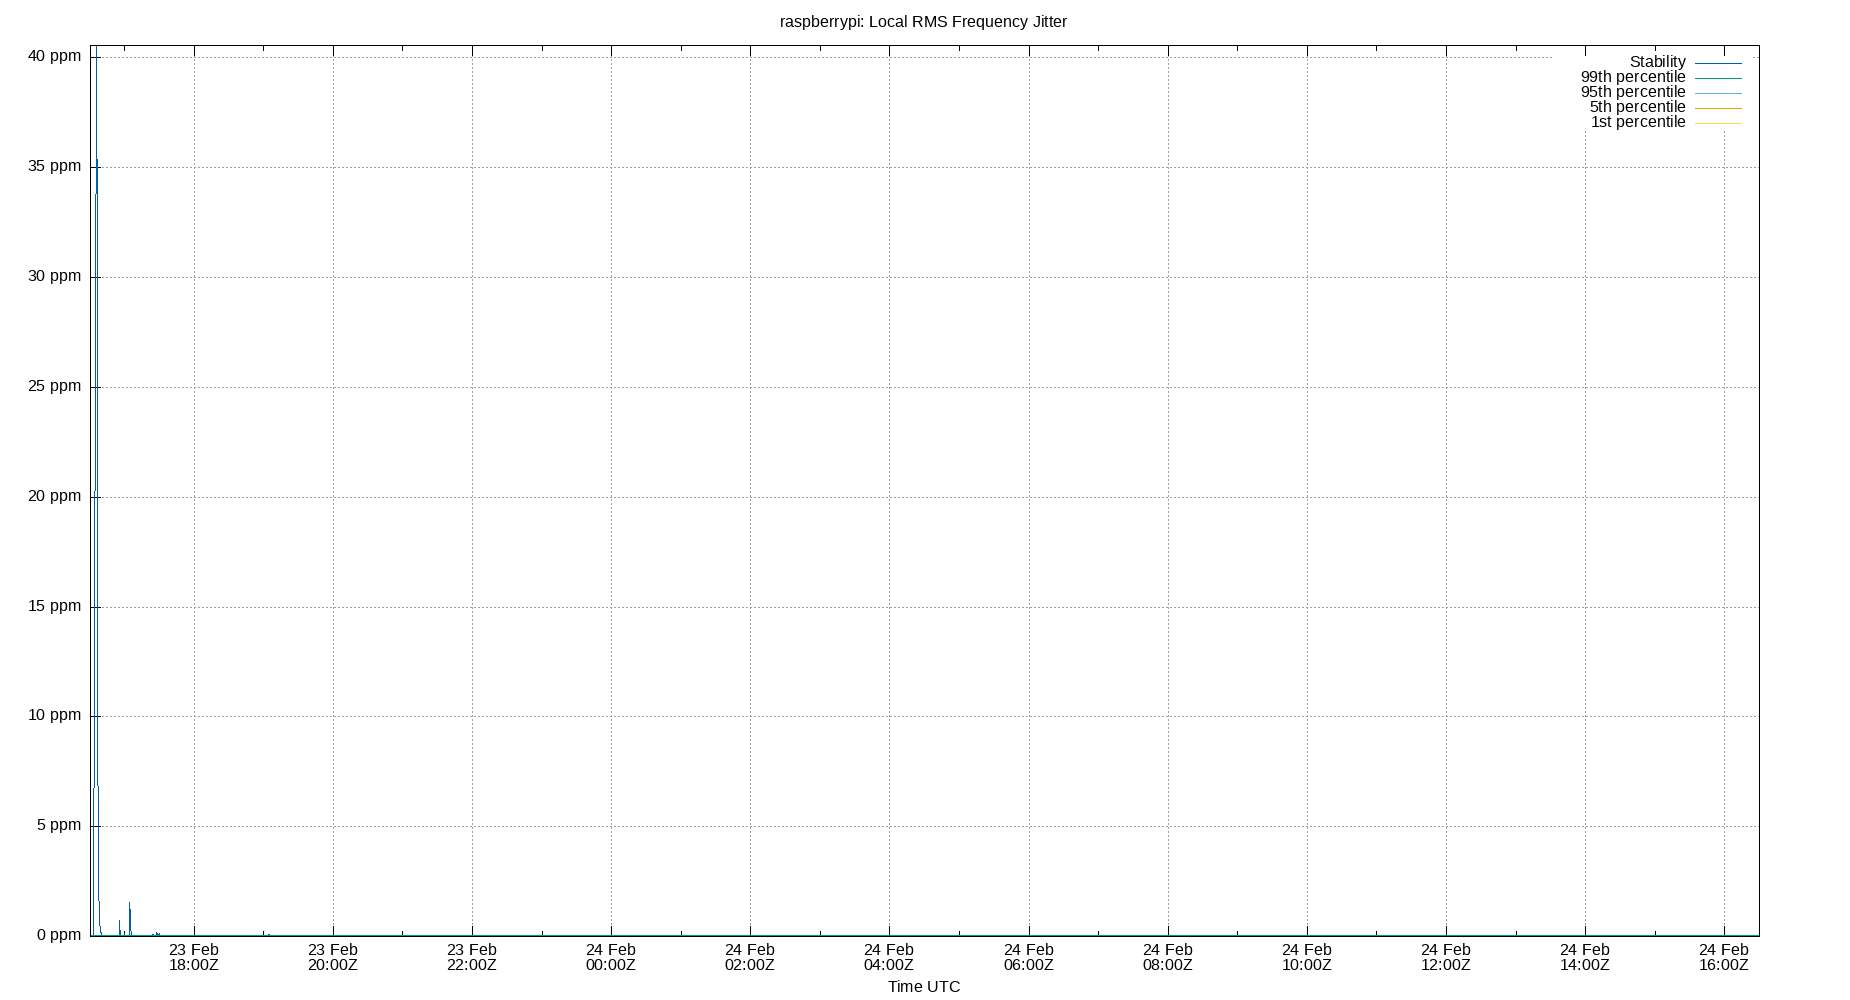 raspberrypi: Local RMS Frequency Jitter
40 ppm
35 ppm
30 ppm
25 ppm
20 ppm
15 ppm
10 ppm
5 ppm
0 ppm
Stability
99th percentile
95th percentile
5th percentile
1st percentile
23 Feb 23 Feb 23 Feb 24 Feb 24 Feb 24 Feb 24 Feb 24 Feb 24 Feb 24 Feb 24 Feb 24 Feb
18:00Z 20:00Z 22:00Z 00:00Z 02:00Z 04:00Z 06:00Z 08:00Z 10:00Z 12:00Z 14:00Z 16:00Z
Time UTC